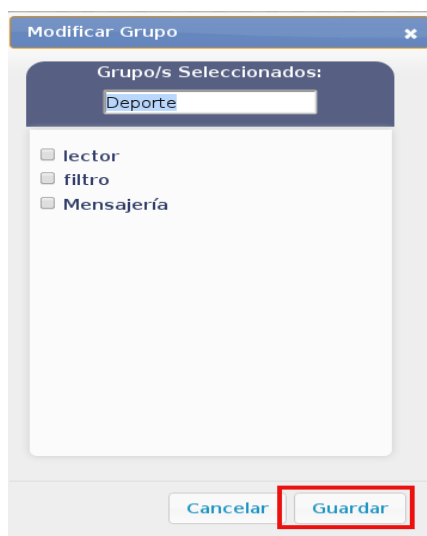 Modificar Grupo
Grupo/s Seleccionados:
Deporte
lector
filtro
Mensajería
Cancelar Guardar